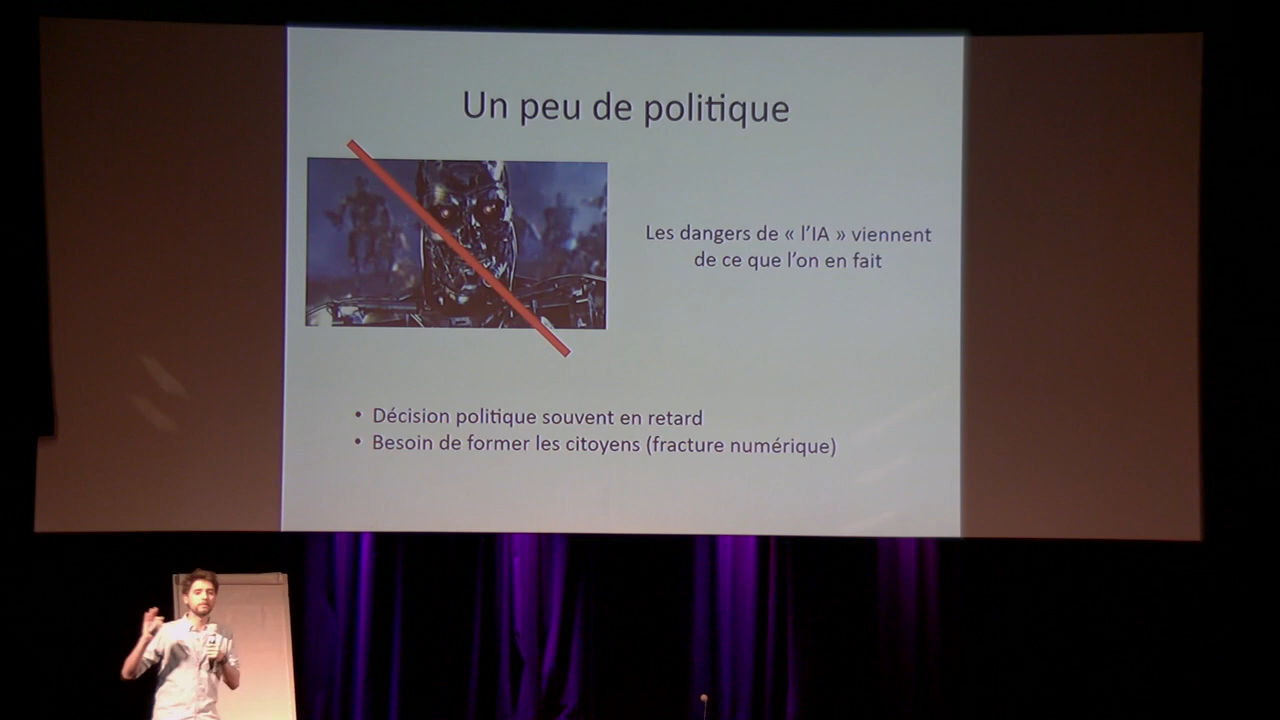 Un peu de politique
Les dangers de « l'IA » viennent
de ce que l'on en fait
• Décision politique souvent en retard
• Besoin de former les citoyens (fracture numérique)